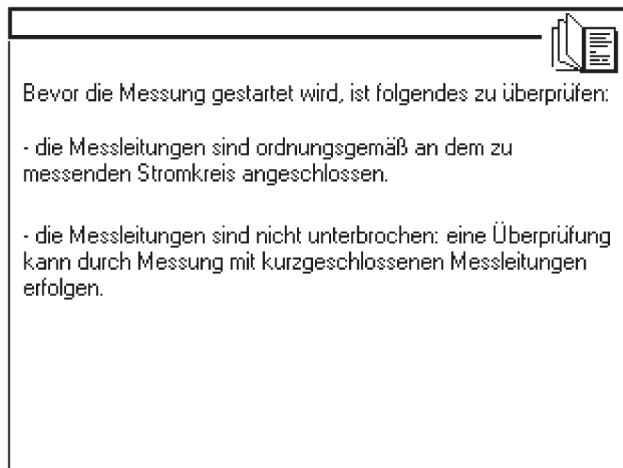 Bevor die Messung gestartet wird, ist folgendes zu überprüfen:
- die Messleitungen sind ordnungsgemäß an dem zu
messenden Stromkreis angeschlossen.
- die Messleitungen sind nicht unterbrochen: eine Überprüfung
kann durch Messung mit kurzgeschlossenen Messleitungen
erfolgen.